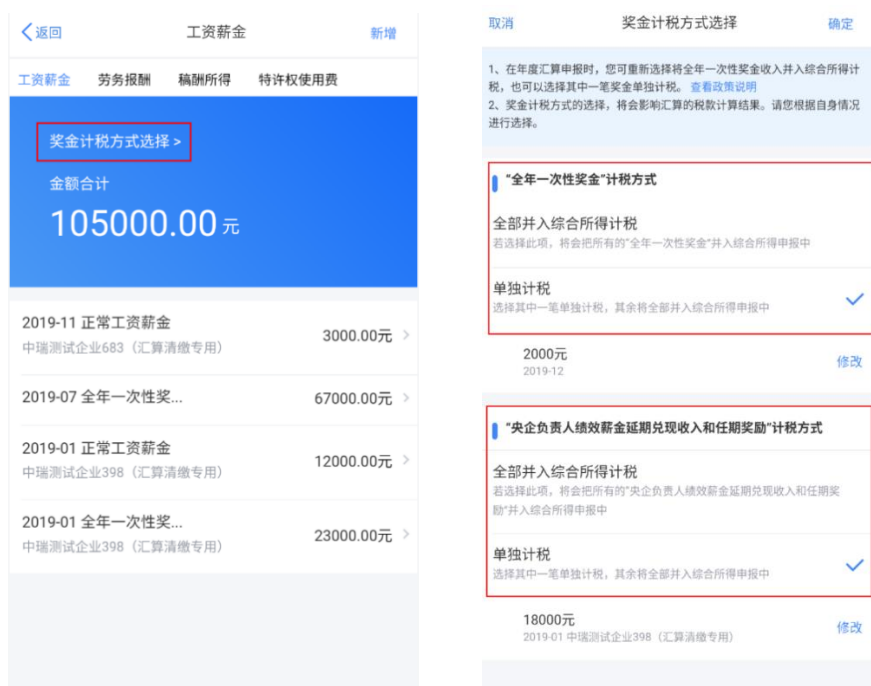 返回
工资薪金
新增
工资薪金 劳务报酬 稿酬所得 特许权使用费
奖金计税方式选择 >
金额合计
105000.00 元
2019-11 正常工资薪金
中瑞测试企业683（汇算清缴专用）
3000.00元
2019-07 全年一次性奖...
67000.00元
2019-01 正常工资薪金
中瑞测试企业398（汇算清缴专用）
12000.00元
2019-01 全年一次性奖...
中瑞测试企业398（汇算清缴专用）
23000.00元
取消
奖金计税方式选择
确定
1、在年度汇算申报时，您可重新选择将全年一次性奖金收入并入综合所得计
税，也可以选择其中一笔奖金单独计税。 查看政策说明
2、奖金计税方式的选择，将会影响汇算的税款计算结果。请您根据自身情况
进行选择。
“全年一次性奖金”计税方式
全部并入综合所得计税
若选择此项，将会把所有的“全年一次性奖金”并入综合所得申报中
单独计税
选择其中一笔单独计税，其余将全部并入综合所得申报中
2000元
2019-12
修改
“央企负责人绩效薪金延期兑现收入和任期奖励”计税方式
全部并入综合所得计税
若选择此项，将会把所有的“央企负责人绩效薪金延期兑现收入和任期奖
励”并入综合所得申报中
单独计税
选择其中一笔单独计税，其余将全部并入综合所得申报中
18000元
2019-01 中瑞测试企业398（汇算清缴专用）
修改